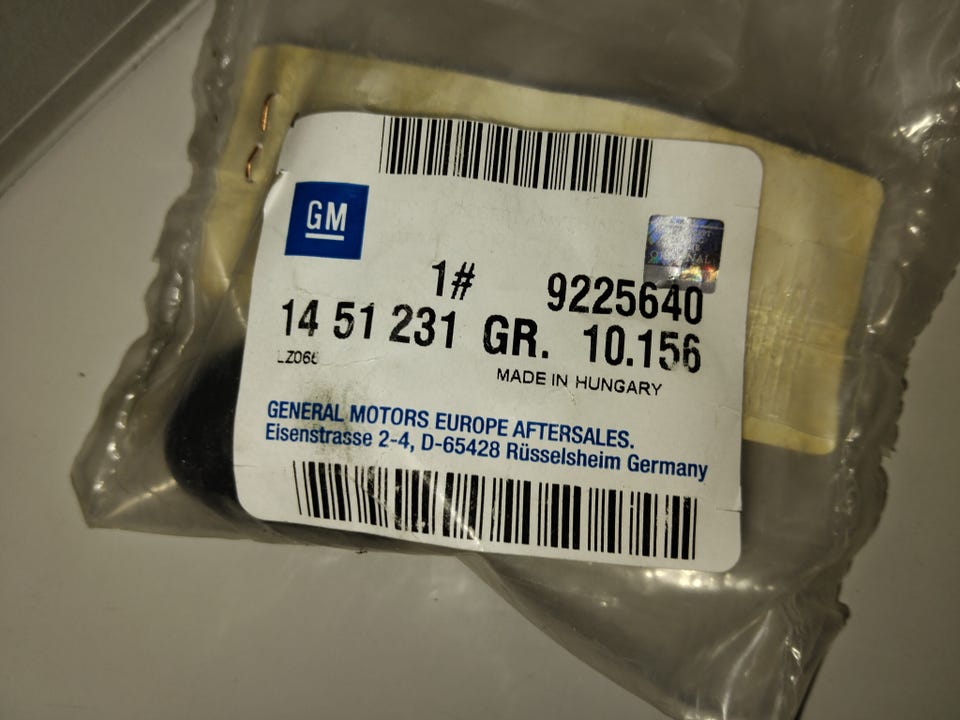 GM
1# 9225640
14 51 231 GR. 10.156
MADE IN HUNGARY
GENERAL MOTORS EUROPE AFTERSALES.
Eisenstrasse 2-4, D-65428 Rüsselsheim Germany